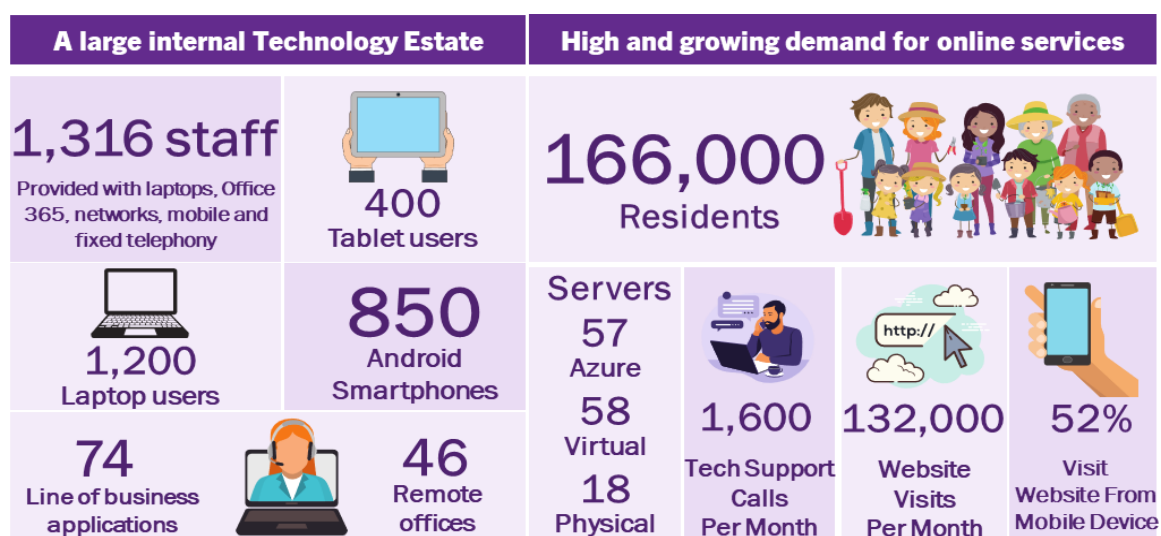 A large internal Technology Estate
High and growing demand for online services
1,316 staff
Provided with laptops, Office
365, networks, mobile and
fixed telephony
400
Tablet users
1,200
Laptop users
850
Android
Smartphones
74
Line of business
applications
46
Remote
offices
166,000
Residents
Servers
57
Azure
58
Virtual
18
Physical
1,600
Tech Support
Calls
Per Month
http://
132,000
Website
Visits
Per Month
52%
Visit
Website From
Mobile Device